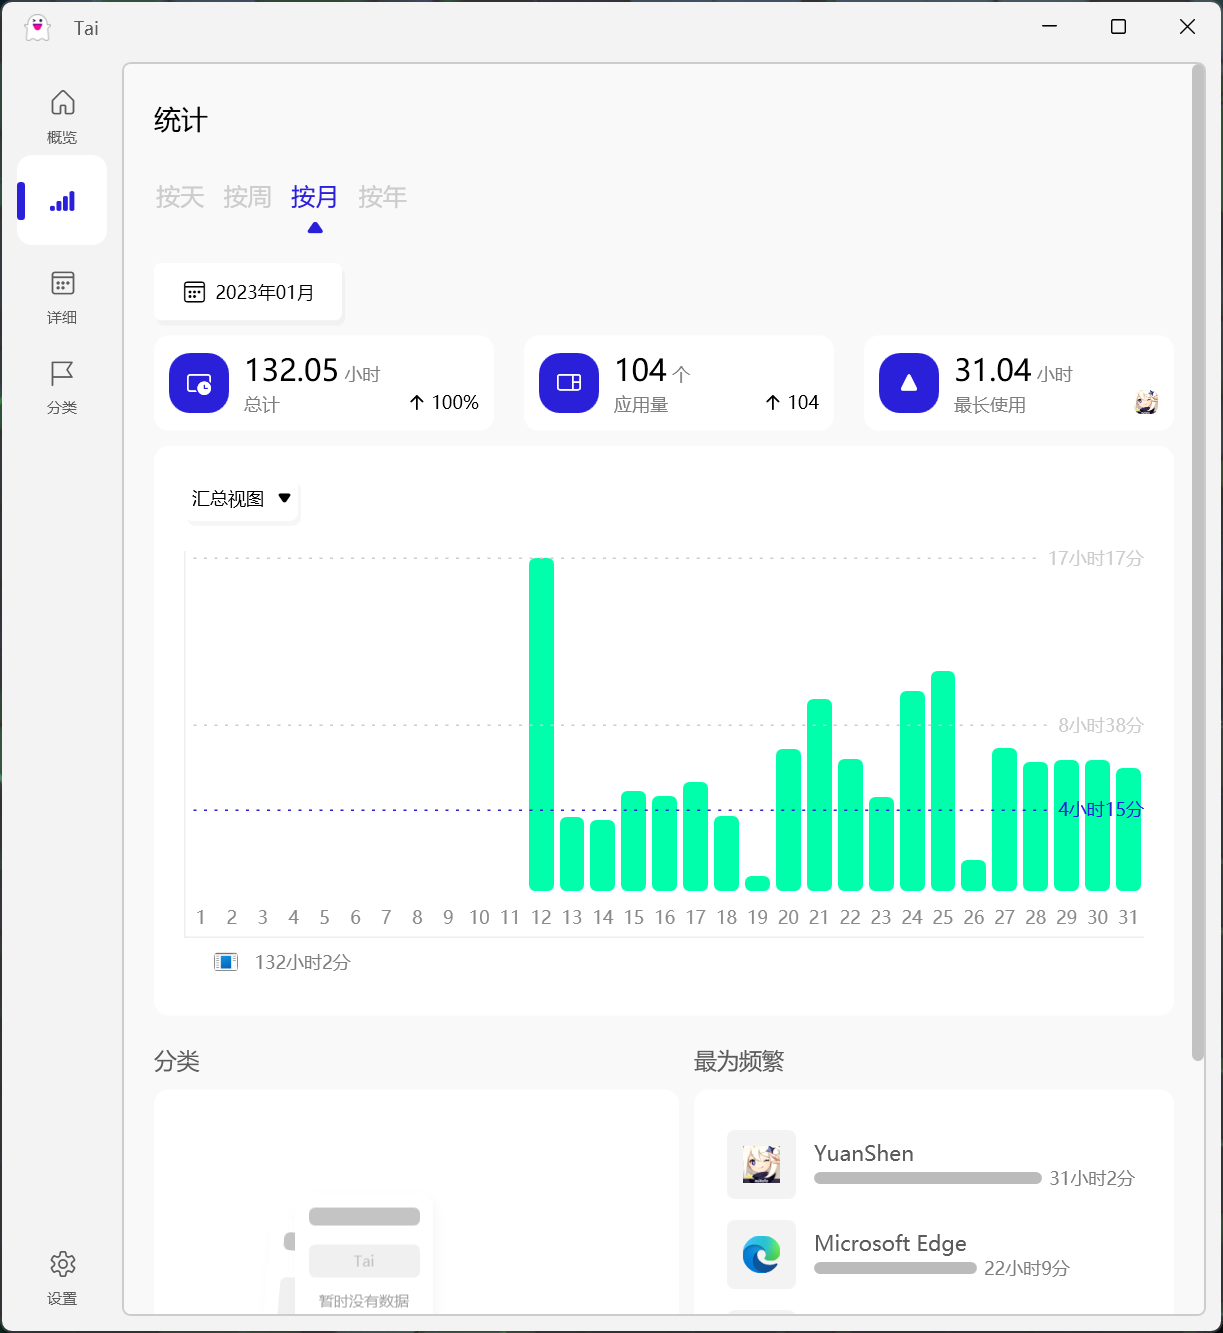 Tai
概览
详细
分类
设置
统计
按天 按周 按月 按年
2023年01月
132.05 小时
总计
↑ 100%
104 个
应用量
↑ 104
31.04 小时
最长使用
汇总视图
17小时17分
8小时38分
4小时15分
1 2 3 4 5 6 7 8 9 10 11 12 13 14 15 16 17 18 19 20 21 22 23 24 25 26 27 28 29 30 31
132小时2分
分类
Tai
暂时没有数据
最为频繁
YuanShen
31小时2分
Microsoft Edge
22小时9分